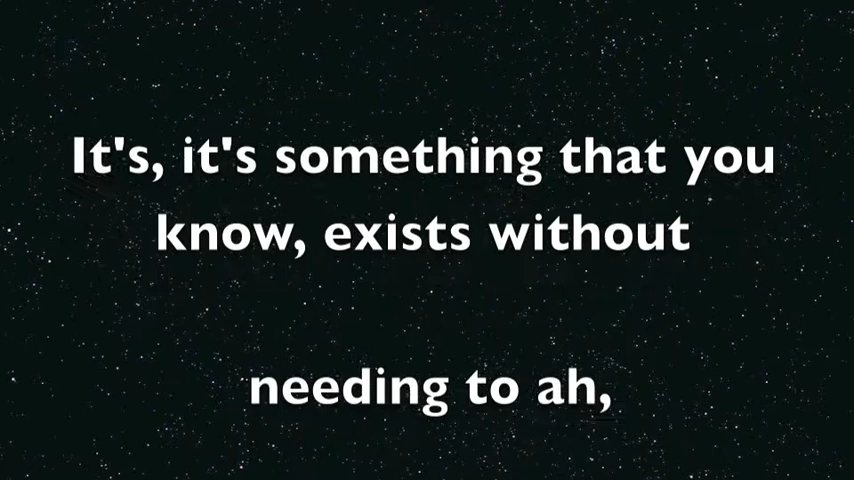 It's, it's something that you
know, exists without
needing to ah,